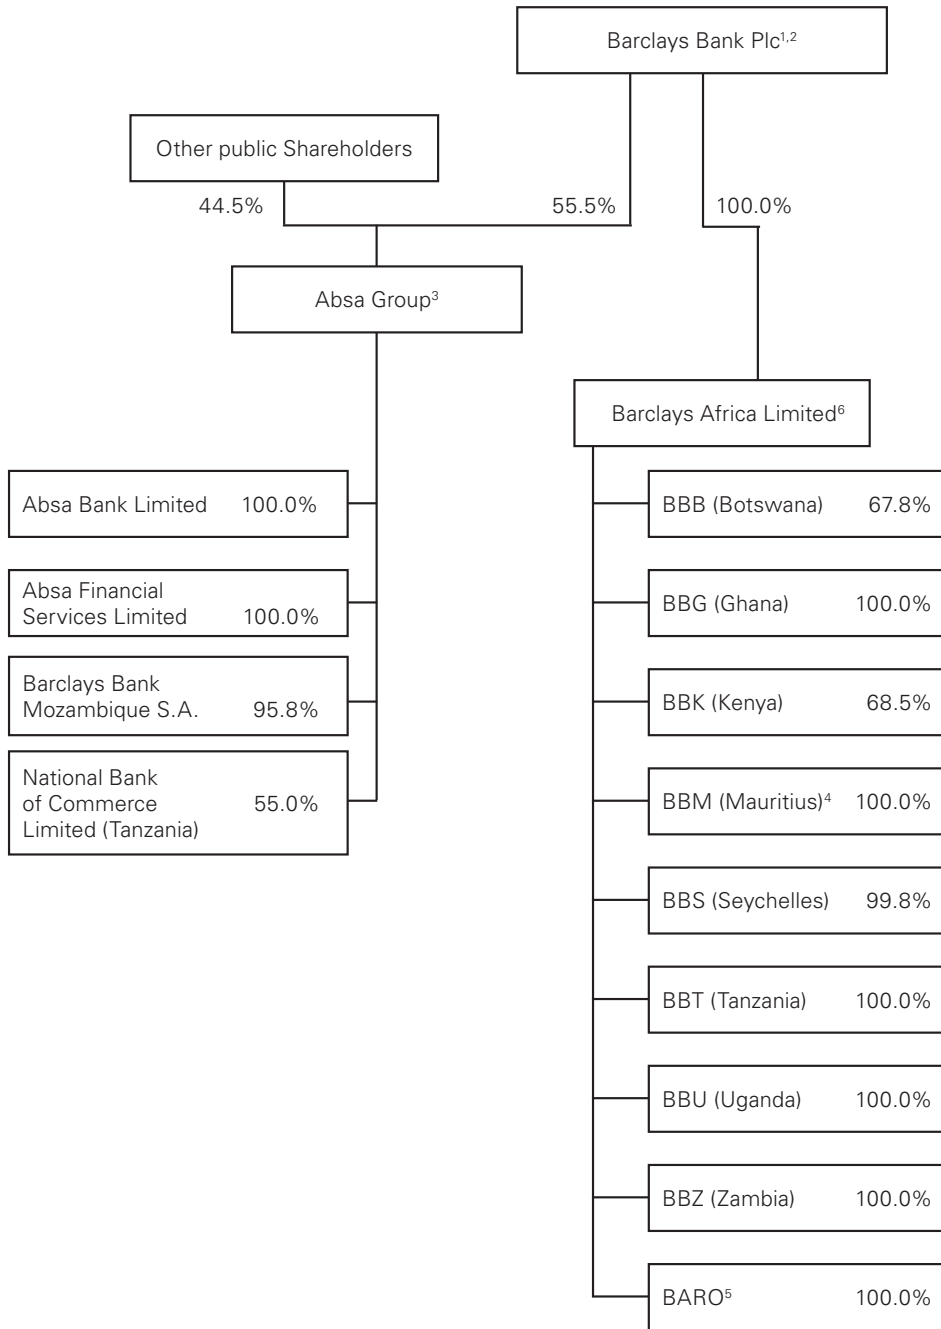 Barclays Bank Plc¹,²
Other public Shareholders
44.5%
55.5%
100.0%
Absa Group³
Barclays Africa Limited⁶
Absa Bank Limited 100.0%
Absa Financial
Services Limited 100.0%
Barclays Bank
Mozambique S.A. 95.8%
National Bank
of Commerce 55.0%
Limited (Tanzania)
BBB (Botswana) 67.8%
BBG (Ghana) 100.0%
BBK (Kenya) 68.5%
BBM (Mauritius)⁴ 100.0%
BBS (Seychelles) 99.8%
BBT (Tanzania) 100.0%
BBU (Uganda) 100.0%
BBZ (Zambia) 100.0%
BARO⁵ 100.0%